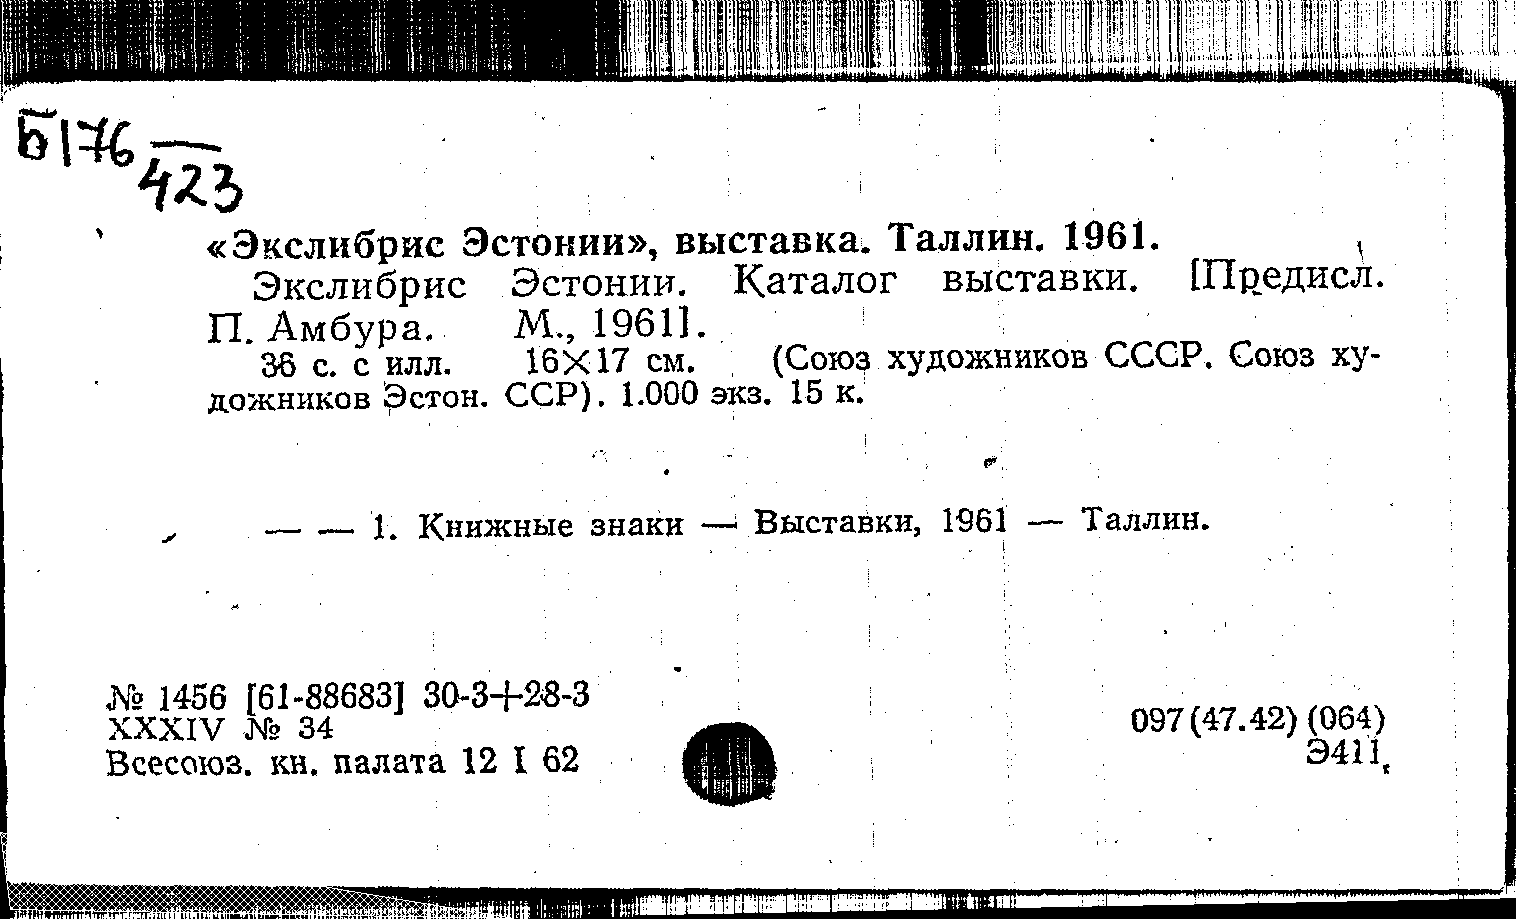 Б176
423
«Экслибрис Эстонии», выставка. Таллин. 1961.
Экслибрис Эстонии. Каталог выставки. [Предисл.
П. Амбура. М., 1961].
36 с. с илл. 16×17 см. (Союз художников СССР. Союз ху-
дожников Эстон. ССР). 1.000 экз. 15 к.
— — 1. Книжные знаки — Выставки, 1961 — Таллин.
№ 1456 [61-88683] 30-3+28-3
XXXIV № 34
Всесоюз. кн. палата 12 I 62
097(47.42)(064)
Э411